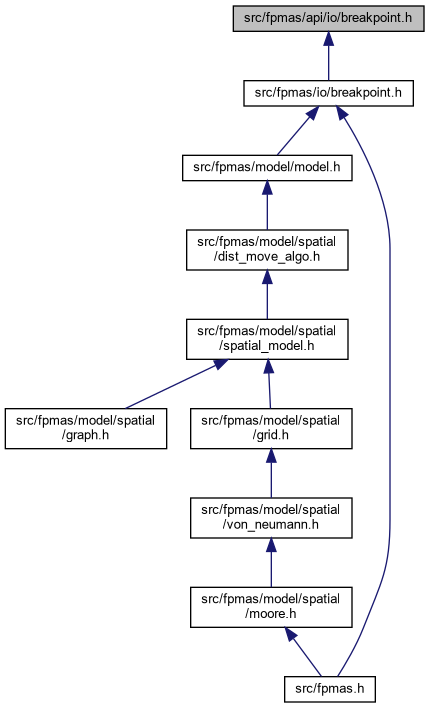 src/fpmas/api/io/breakpoint.h
src/fpmas/io/breakpoint.h
src/fpmas/model/model.h
src/fpmas/model/spatial
/dist_move_algo.h
src/fpmas/model/spatial
/spatial_model.h
src/fpmas/model/spatial
/graph.h
src/fpmas/model/spatial
/grid.h
src/fpmas/model/spatial
/von_neumann.h
src/fpmas/model/spatial
/moore.h
src/fpmas.h